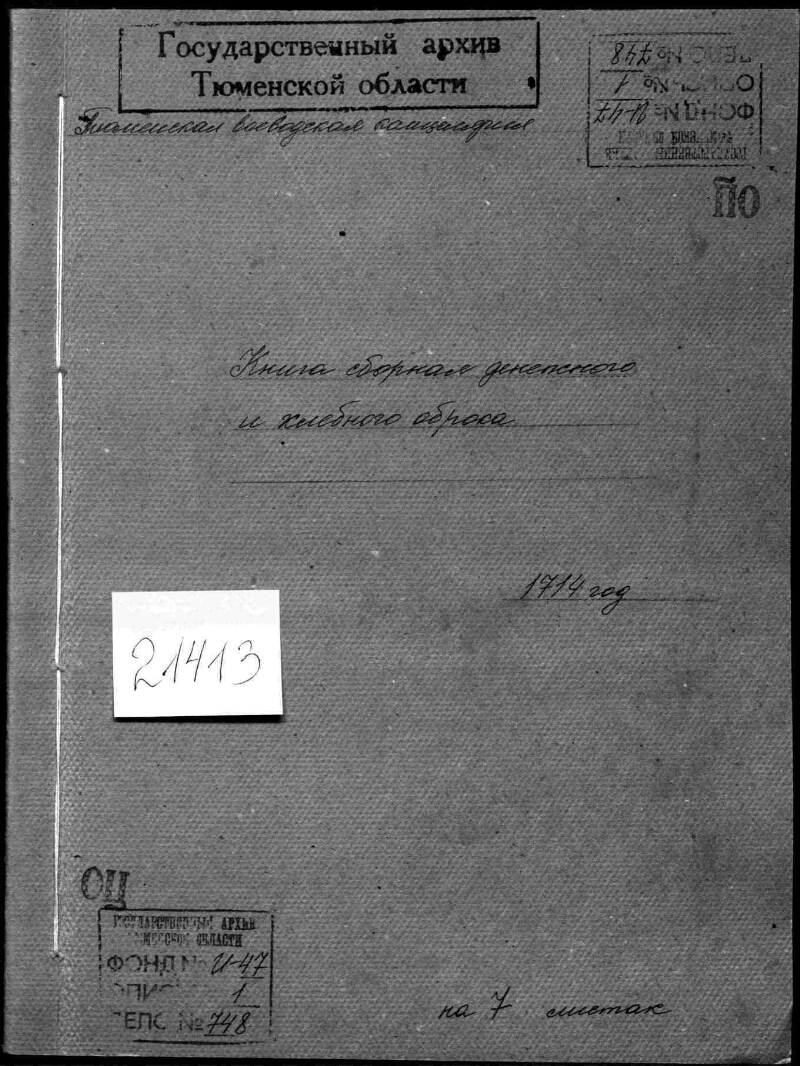 Государственный архив
Тюменской области
Тюменская воеводская канцелярия
ДЕЛО № 748
ОПИСЬ № 1
ФОНД № И-47
ОЦ
Книга сборная денежного
и хлебного оброка
1714 год
21413
ОЦ
ГОСУДАРСТВЕННЫЙ АРХИВ
ТЮМЕНСКОЙ ОБЛАСТИ
ФОНД № И-47
ОПИСЬ 1
ДЕЛО № 748
на 7 листах